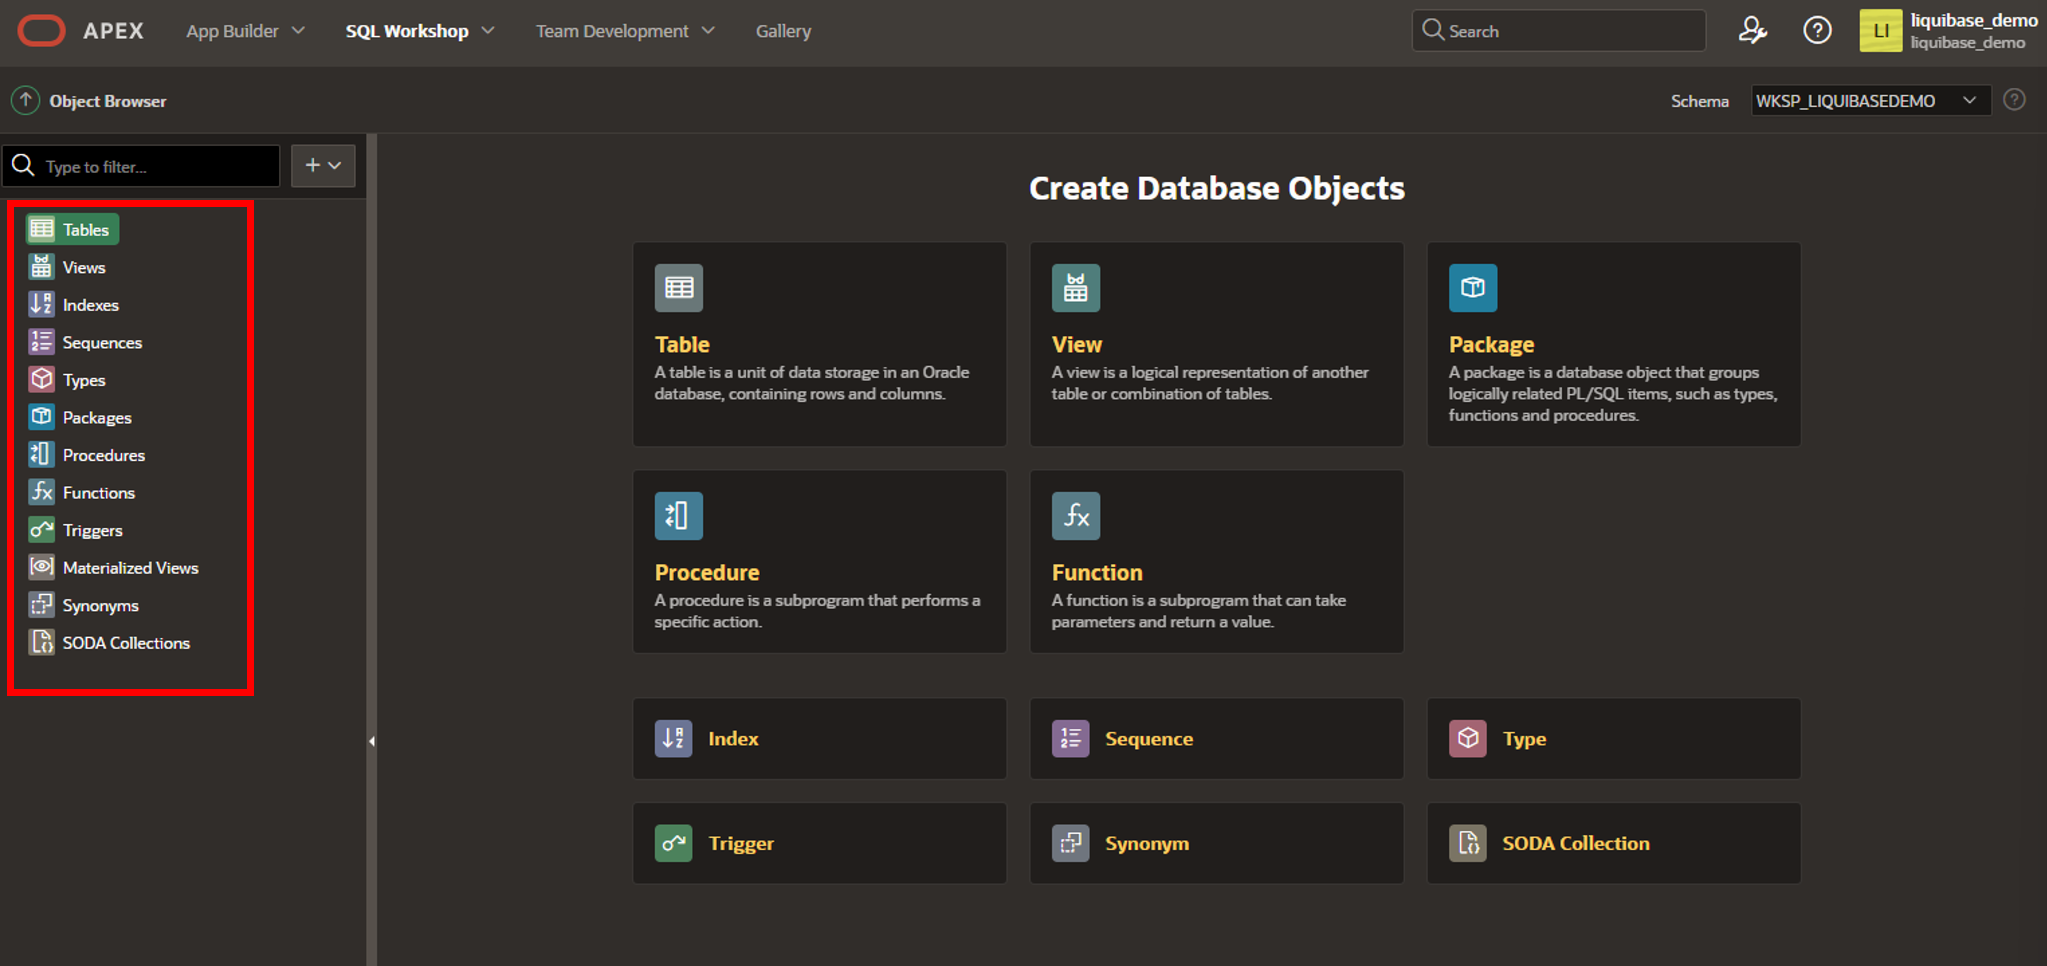 APEX
App Builder
SQL Workshop
Team Development
Gallery
Search
LI
liquibase_demo
liquibase_demo
Object Browser
Schema
WKSP_LIQUIBASEDEMO
Type to filter...
Tables
Views
Indexes
Sequences
Types
Packages
Procedures
Functions
Triggers
Materialized Views
Synonyms
SODA Collections
Create Database Objects
Table
A table is a unit of data storage in an Oracle
database, containing rows and columns.
View
A view is a logical representation of another
table or combination of tables.
Package
A package is a database object that groups
logically related PL/SQL items, such as types,
functions and procedures.
Procedure
A procedure is a subprogram that performs a
specific action.
Function
A function is a subprogram that can take
parameters and return a value.
Index
Sequence
Type
Trigger
Synonym
SODA Collection